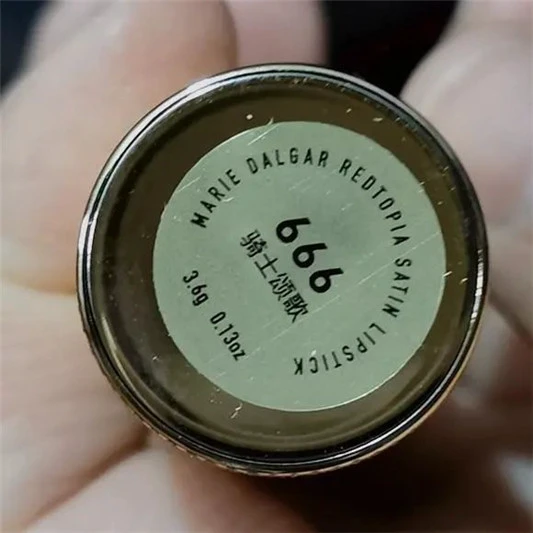 MARIE DALGAR REDTOPIA SATIN LIPSTICK
666
骑士颂歌
3.6g 0.13oz